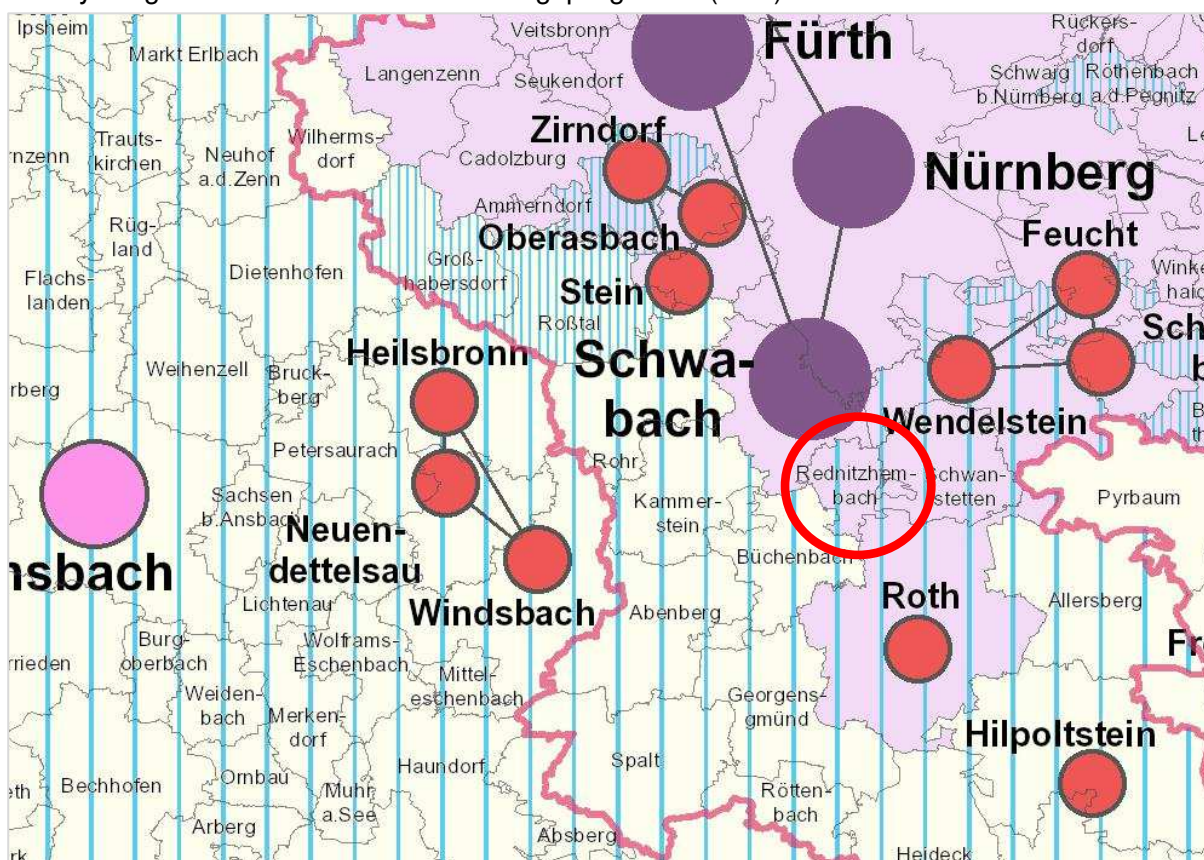 Ipsheim
Markt Erlbach
Veitsbronn
Fürth
Rückers-
dorf
Langenzenn
Seukendorf
Schwaig
b.Nürnberg
Röthenbach
a.d.Pegnitz
Trauts-
kirchen
Neuhof
a.d.Zenn
Wilherms-
dorf
Zirndorf
Cadolzburg
Nürnberg
Ammerndorf
Rüg-
land
Oberasbach
Feucht
Flachs-
landen
Dietenhofen
Groß-
habersdorf
Stein
Roßtal
Heilsbronn
Schwa-
bach
Weihenzell
Bruck-
berg
Wendelstein
Petersaurach
Rohr
Rednitzhem-
bach
Schwan-
stetten
Pyrbaum
Sachsen
b.Ansbach
Kammer-
stein
Neuen-
dettelsau
Büchenbach
nsbach
Lichtenau
Windsbach
Abenberg
Roth
Allersberg
Burg-
oberbach
Wolframs-
Eschenbach
Mittel-
eschenbach
Weiden-
bach
Merken-
dorf
Georgens-
gmünd
Hilpoltstein
Haundorf
Spalt
Bechhofen
Ornbau
Muhr
a.See
Rötten-
bach
Arberg
Absberg
Heideck